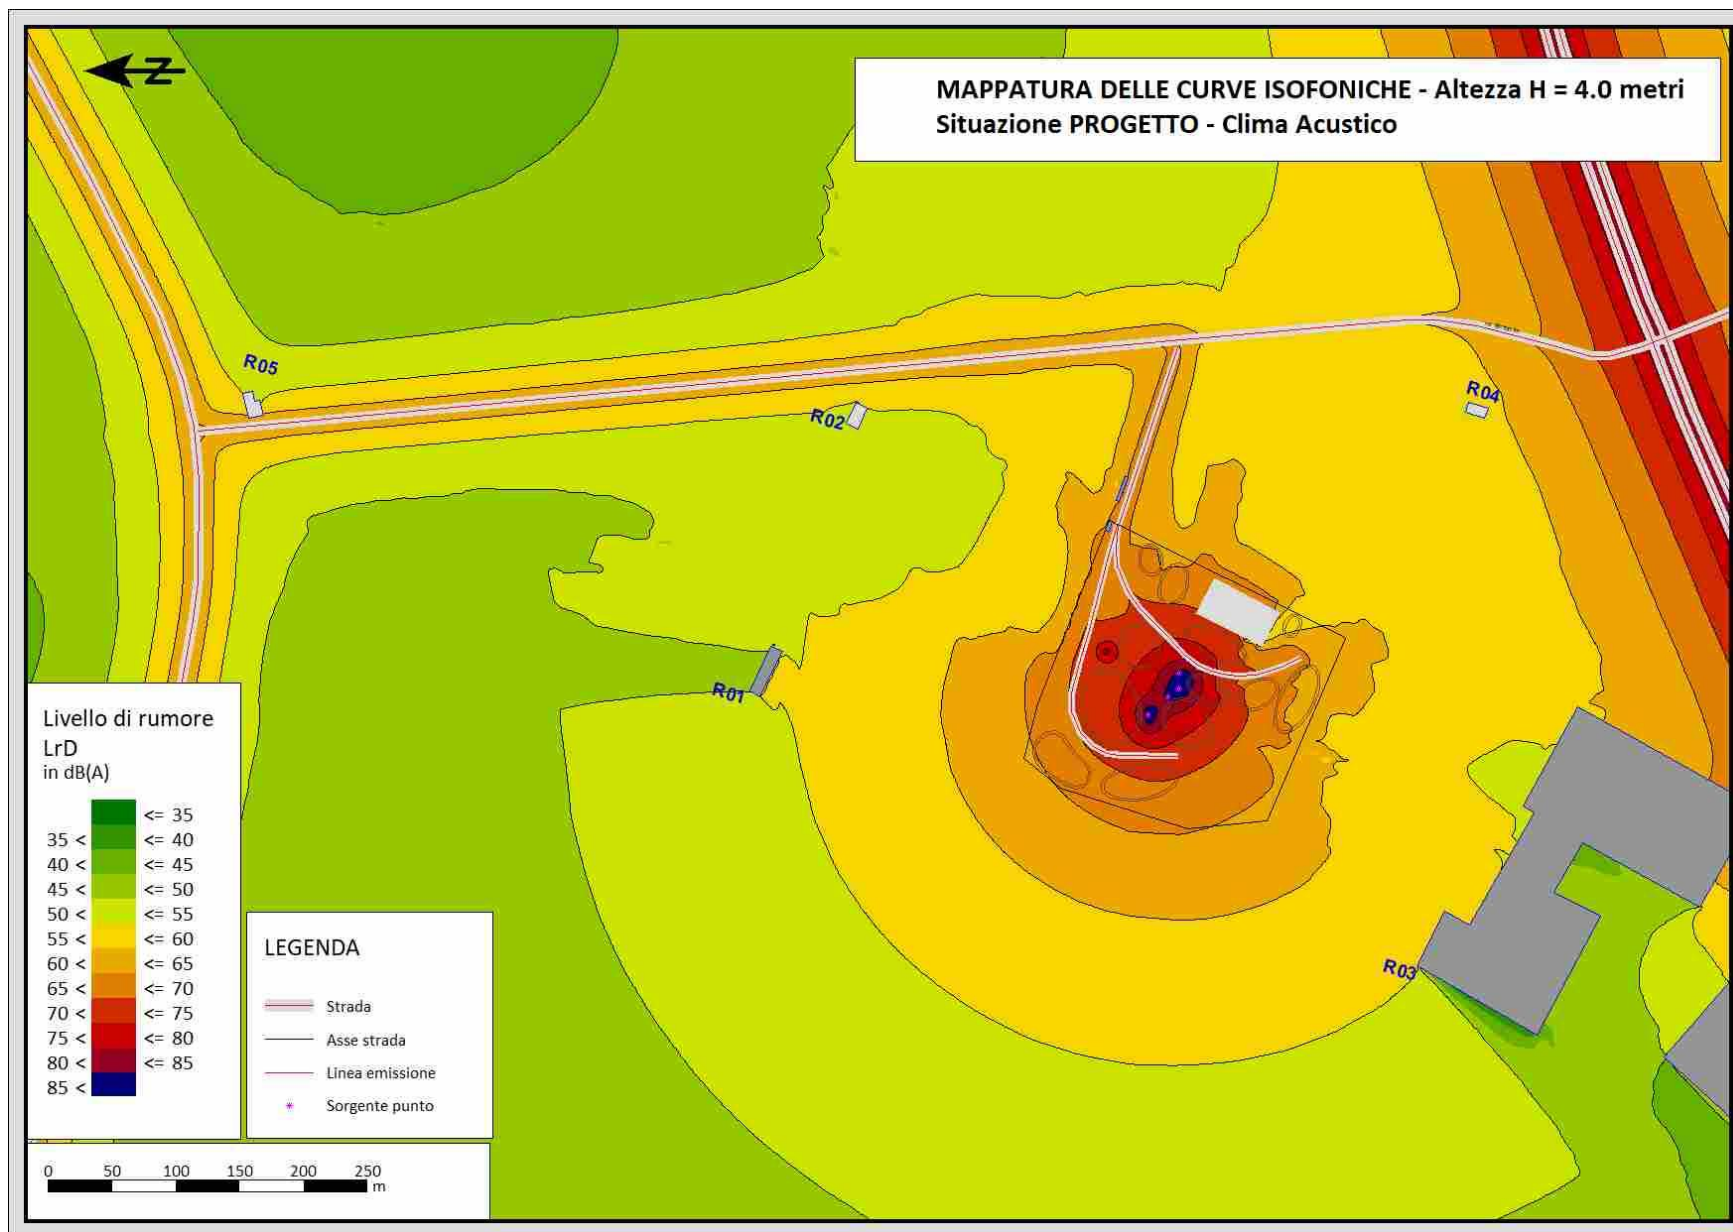 N
MAPPATURA DELLE CURVE ISOFONICHE - Altezza H = 4.0 metri
Situazione PROGETTO - Clima Acustico
R05
R02
R04
R01
R03
Livello di rumore
LrD
in dB(A)
<= 35
35 < <= 40
40 < <= 45
45 < <= 50
50 < <= 55
55 < <= 60
60 < <= 65
65 < <= 70
70 < <= 75
75 < <= 80
80 < <= 85
85 <
LEGENDA
Strada
Asse strada
Linea emissione
Sorgente punto
0 50 100 150 200 250
m